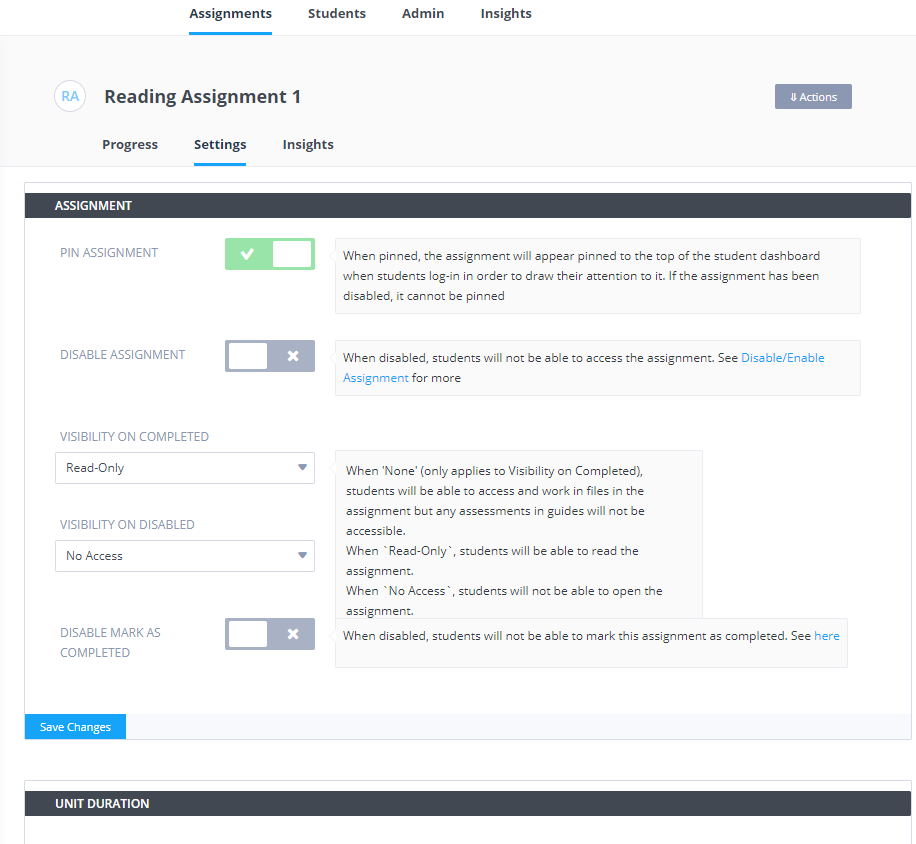 Assignments Students Admin Insights
RA Reading Assignment 1
⇓ Actions
Progress Settings Insights
ASSIGNMENT
PIN ASSIGNMENT
When pinned, the assignment will appear pinned to the top of the student dashboard
when students log-in in order to draw their attention to it. If the assignment has been
disabled, it cannot be pinned
DISABLE ASSIGNMENT
When disabled, students will not be able to access the assignment. See Disable/Enable
Assignment for more
VISIBILITY ON COMPLETED
Read-Only
VISIBILITY ON DISABLED
No Access
When 'None' (only applies to Visibility on Completed),
students will be able to access and work in files in the
assignment but any assessments in guides will not be
accessible.
When `Read-Only`, students will be able to read the
assignment.
When `No Access`, students will not be able to open the
assignment.
DISABLE MARK AS
COMPLETED
When disabled, students will not be able to mark this assignment as completed. See here
Save Changes
UNIT DURATION